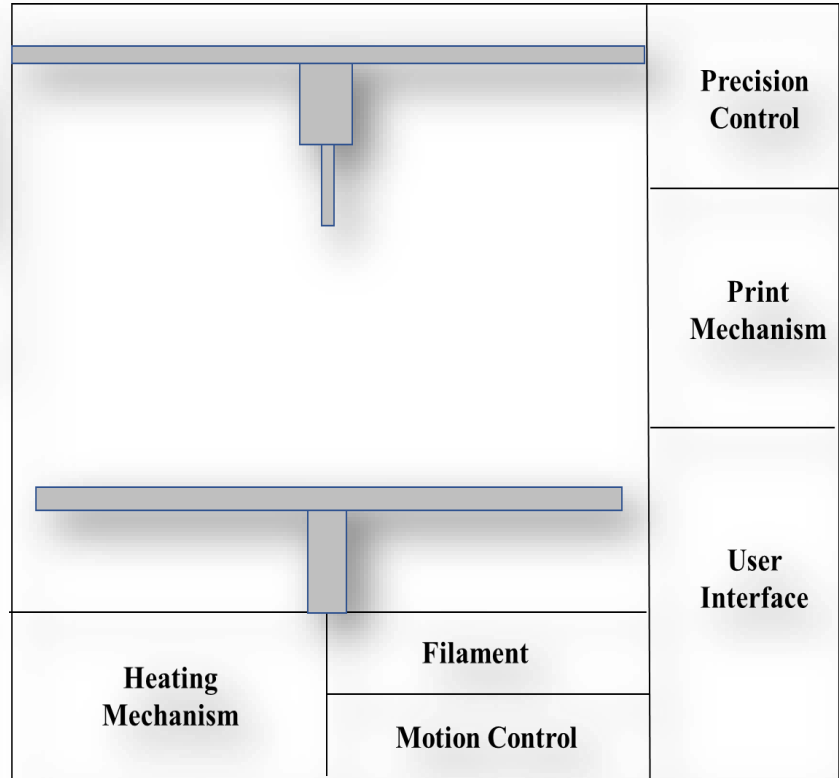 Precision
Control
Print
Mechanism
User
Interface
Heating
Mechanism
Filament
Motion Control